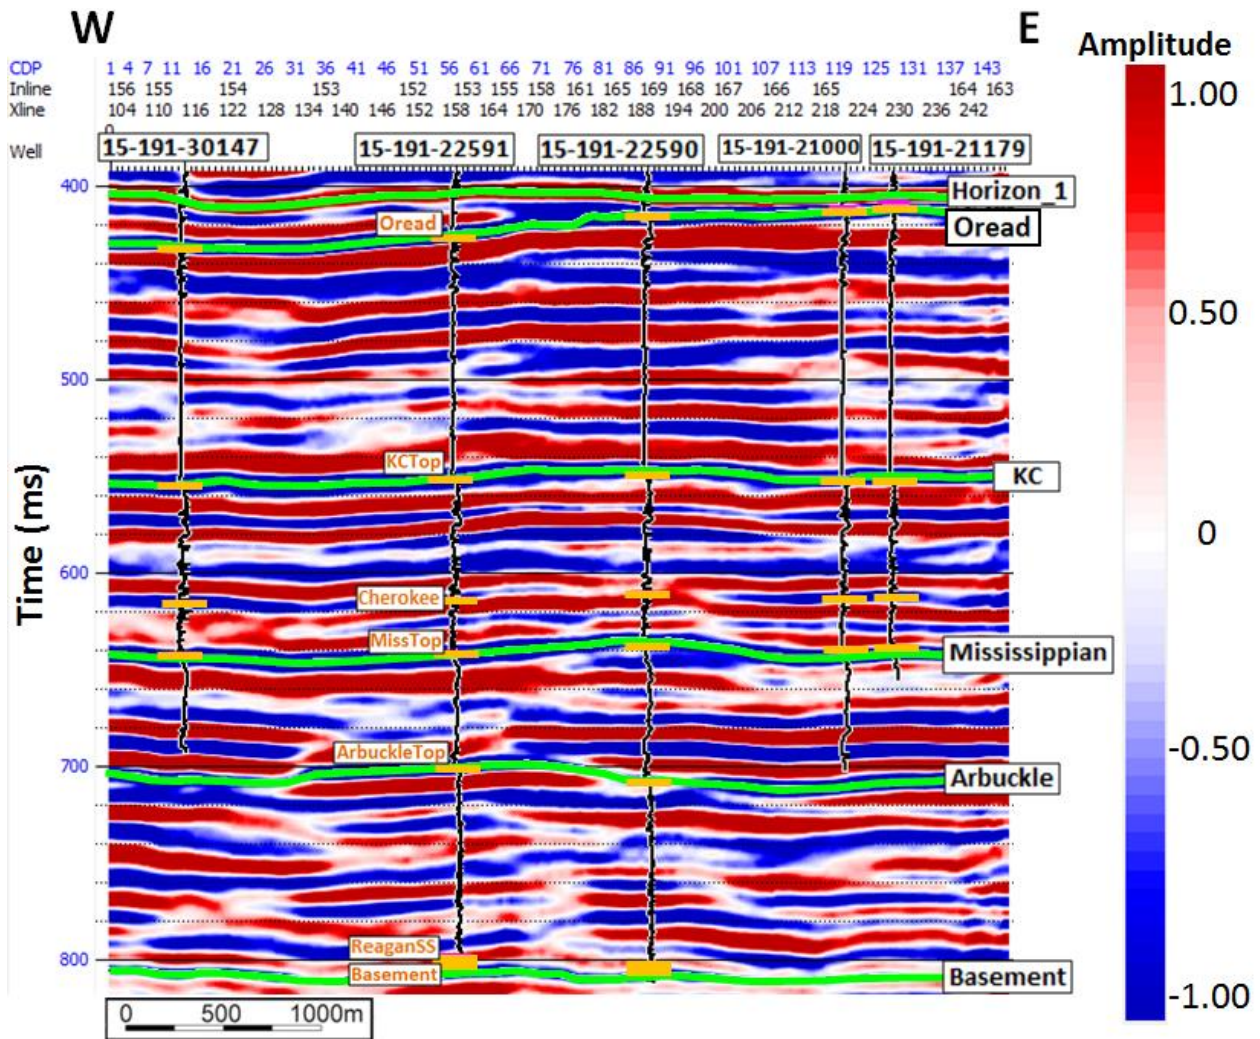 W
E
Amplitude
CDP 1 4 7 11 16 21 26 31 36 41 46 51 56 61 66 71 76 81 86 91 96 101 107 113 119 125 131 137 143
Inline 156 155 154 153 152 153 155 158 161 165 169 168 167 166 165 164 163
Xline 104 110 116 122 128 134 140 146 152 158 164 170 176 182 188 194 200 206 212 218 224 230 236 242
0
Well 15-191-30147 15-191-22591 15-191-22590 15-191-21000 15-191-21179
1.00
400
Horizon_1
Oread
Oread
0.50
500
KCTop
KC
0
Time (ms)
600
Cherokee
MissTop
Mississippian
ArbuckleTop
-0.50
700
Arbuckle
ReaganSS
800
Basement
Basement
-1.00
0 500 1000m